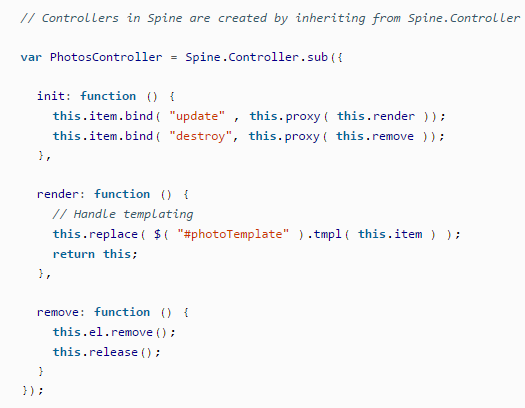 // Controllers in Spine are created by inheriting from Spine.Controller
var PhotosController = Spine.Controller.sub({
init: function () {
this.item.bind( "update" , this.proxy( this.render ));
this.item.bind( "destroy", this.proxy( this.remove ));
},
render: function () {
// Handle templating
this.replace( $( "#photoTemplate" ).tmpl( this.item ) );
return this;
},
remove: function () {
this.el.remove();
this.release();
}
});